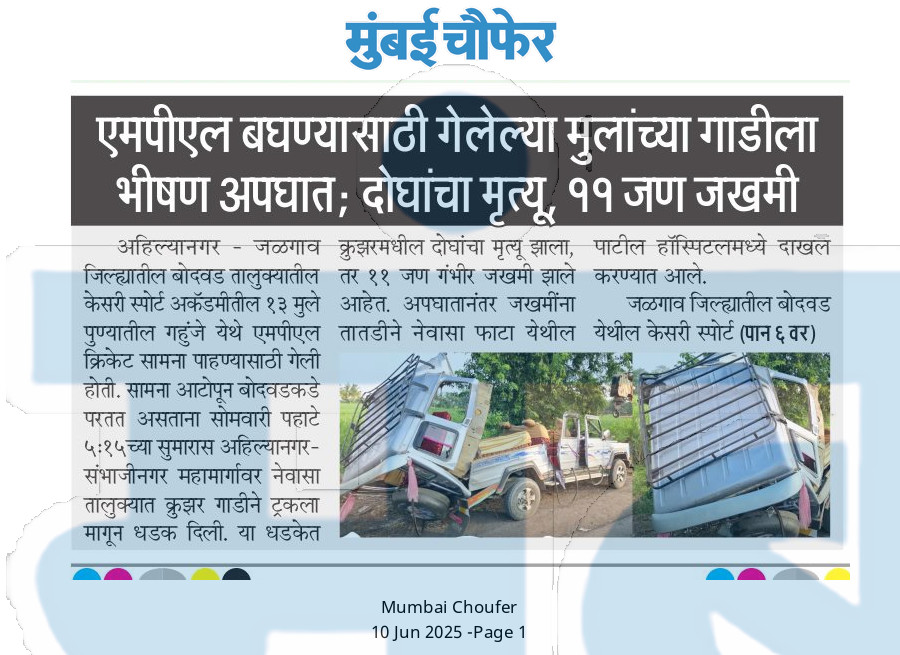 मुंबई चौफेर
एमपीएल बघण्यासाठी गेलेल्या मुलांच्या गाडीला
भीषण अपघात; दोघांचा मृत्यू, ११ जण जखमी
अहिल्यानगर - जळगाव
जिल्ह्यातील बोदवड तालुक्यातील
केसरी स्पोर्ट अकॅडमीतील १३ मुले
पुण्यातील गहुंजे येथे एमपीएल
क्रिकेट सामना पाहण्यासाठी गेली
होती. सामना आटोपून बोदवडकडे
परतत असताना सोमवारी पहाटे
५:१५च्या सुमारास अहिल्यानगर-
संभाजीनगर महामार्गावर नेवासा
तालुक्यात क्रुझर गाडीने ट्रकला
मागून धडक दिली. या धडकेत
क्रुझरमधील दोघांचा मृत्यू झाला,
तर ११ जण गंभीर जखमी झाले
आहेत. अपघातानंतर जखमींना
तातडीने नेवासा फाटा येथील
पाटील हॉस्पिटलमध्ये दाखल
करण्यात आले.
जळगाव जिल्ह्यातील बोदवड
येथील केसरी स्पोर्ट (पान ६ वर)
Mumbai Choufer
10 Jun 2025 -Page 1